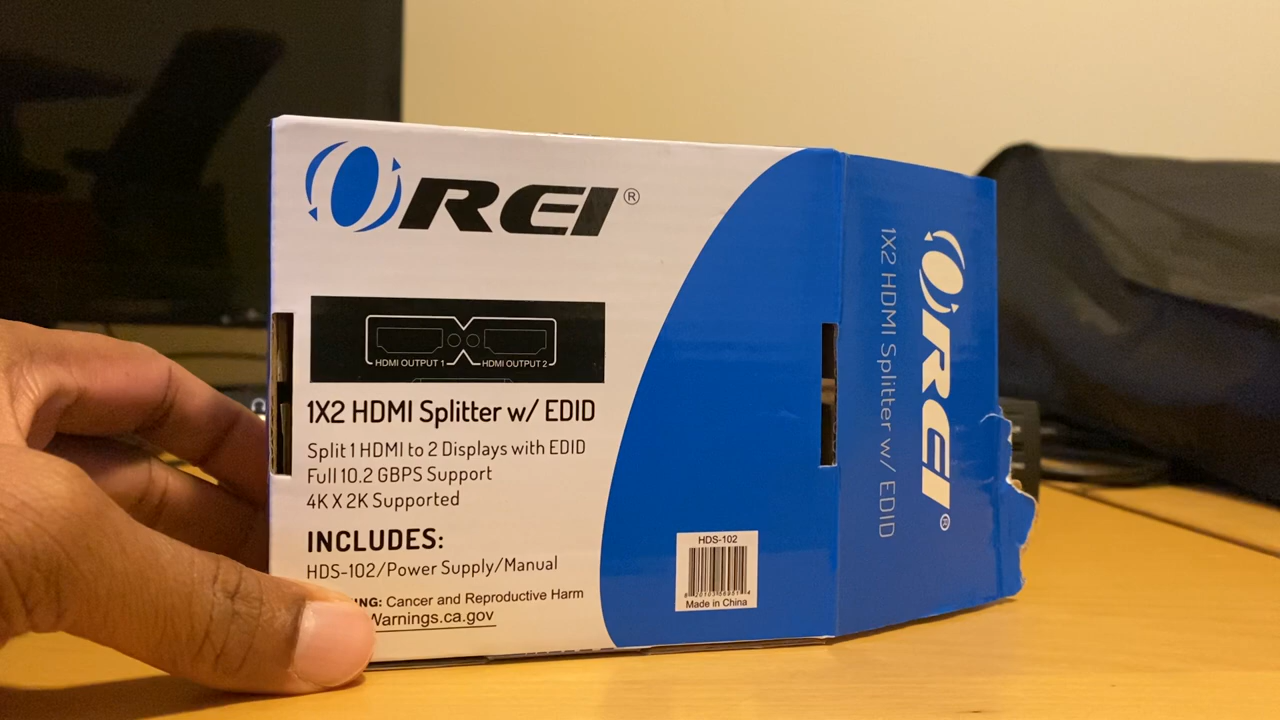 OREI®
HDMI OUTPUT 1
HDMI OUTPUT 2
1X2 HDMI Splitter w/ EDID
Split 1 HDMI to 2 Displays with EDID
Full 10.2 GBPS Support
4K X 2K Supported
INCLUDES:
HDS-102/Power Supply/Manual
NG: Cancer and Reproductive Harm
Warnings.ca.gov
HDS-102
Made in China
OREI®
1X2 HDMI Splitter w/ EDID